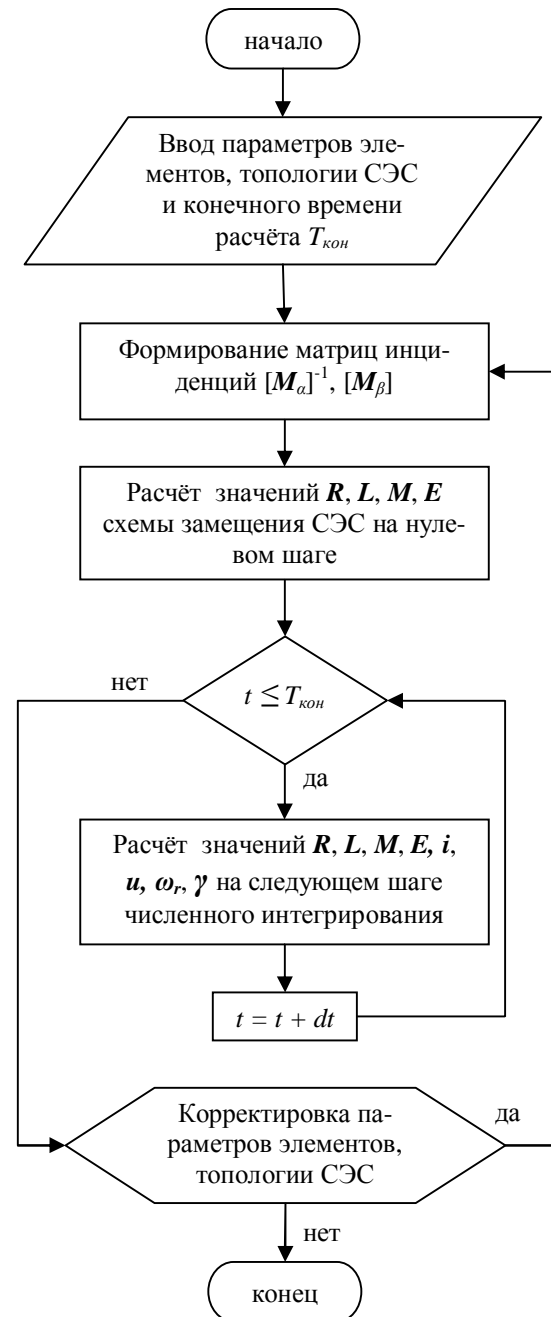 начало
Ввод параметров эле-
ментов, топологии СЭС
и конечного времени
расчёта Tкон
Формирование матриц инци-
денций [Mα]-1, [Mβ]
Расчёт значений R, L, M, E
схемы замещения СЭС на нуле-
вом шаге
нет
t ≤ Tкон
да
Расчёт значений R, L, M, E, i,
u, ωr, γ на следующем шаге
численного интегрирования
t = t + dt
Корректировка па-
раметров элементов,
топологии СЭС
да
нет
конец